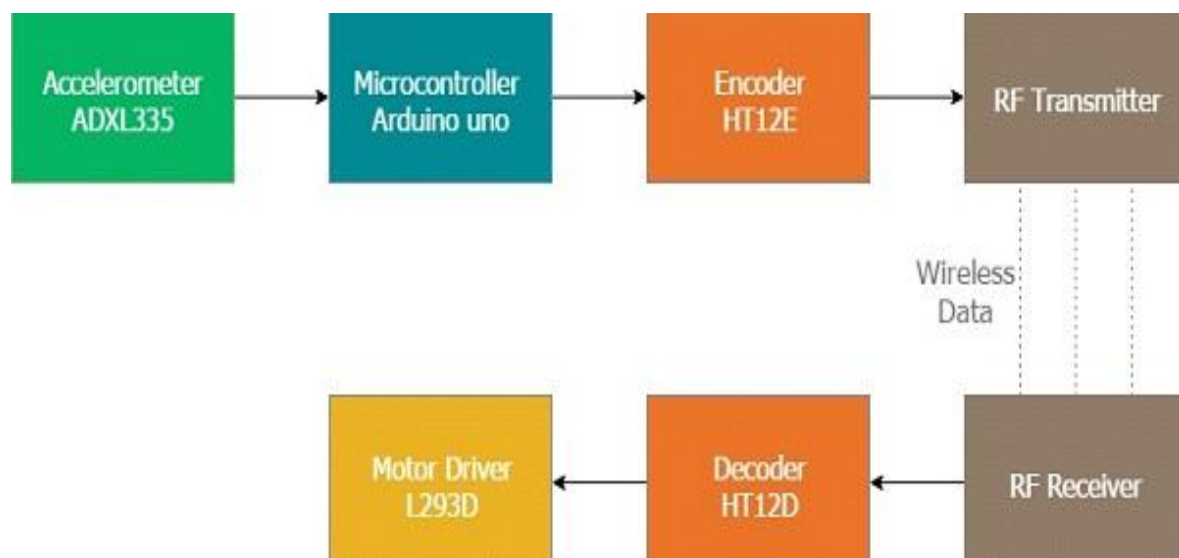 Accelerometer
ADXL335
Microcontroller
Arduino uno
Encoder
HT12E
RF Transmitter
Wireless
Data
Motor Driver
L293D
Decoder
HT12D
RF Receiver